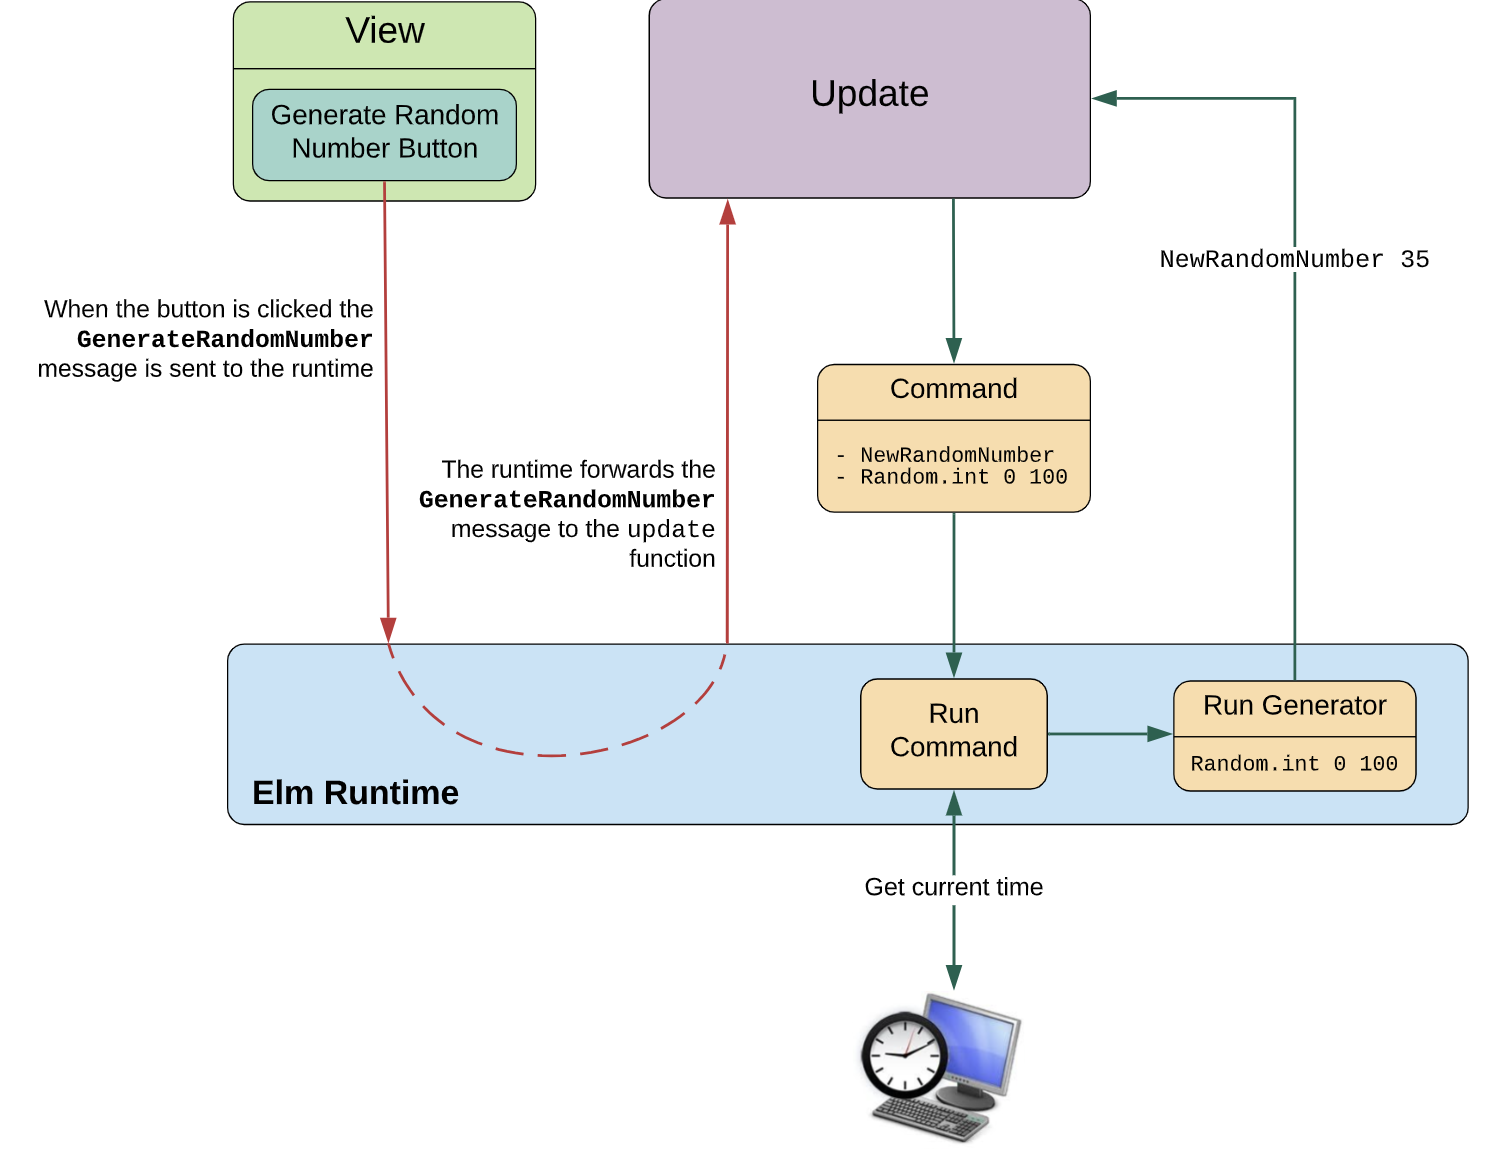 View
Generate Random
Number Button
Update
NewRandomNumber 35
When the button is clicked the
GenerateRandomNumber
message is sent to the runtime
Command
- NewRandomNumber
- Random.int 0 100
The runtime forwards the
GenerateRandomNumber
message to the update
function
Run
Command
Run Generator
Random.int 0 100
Elm Runtime
Get current time